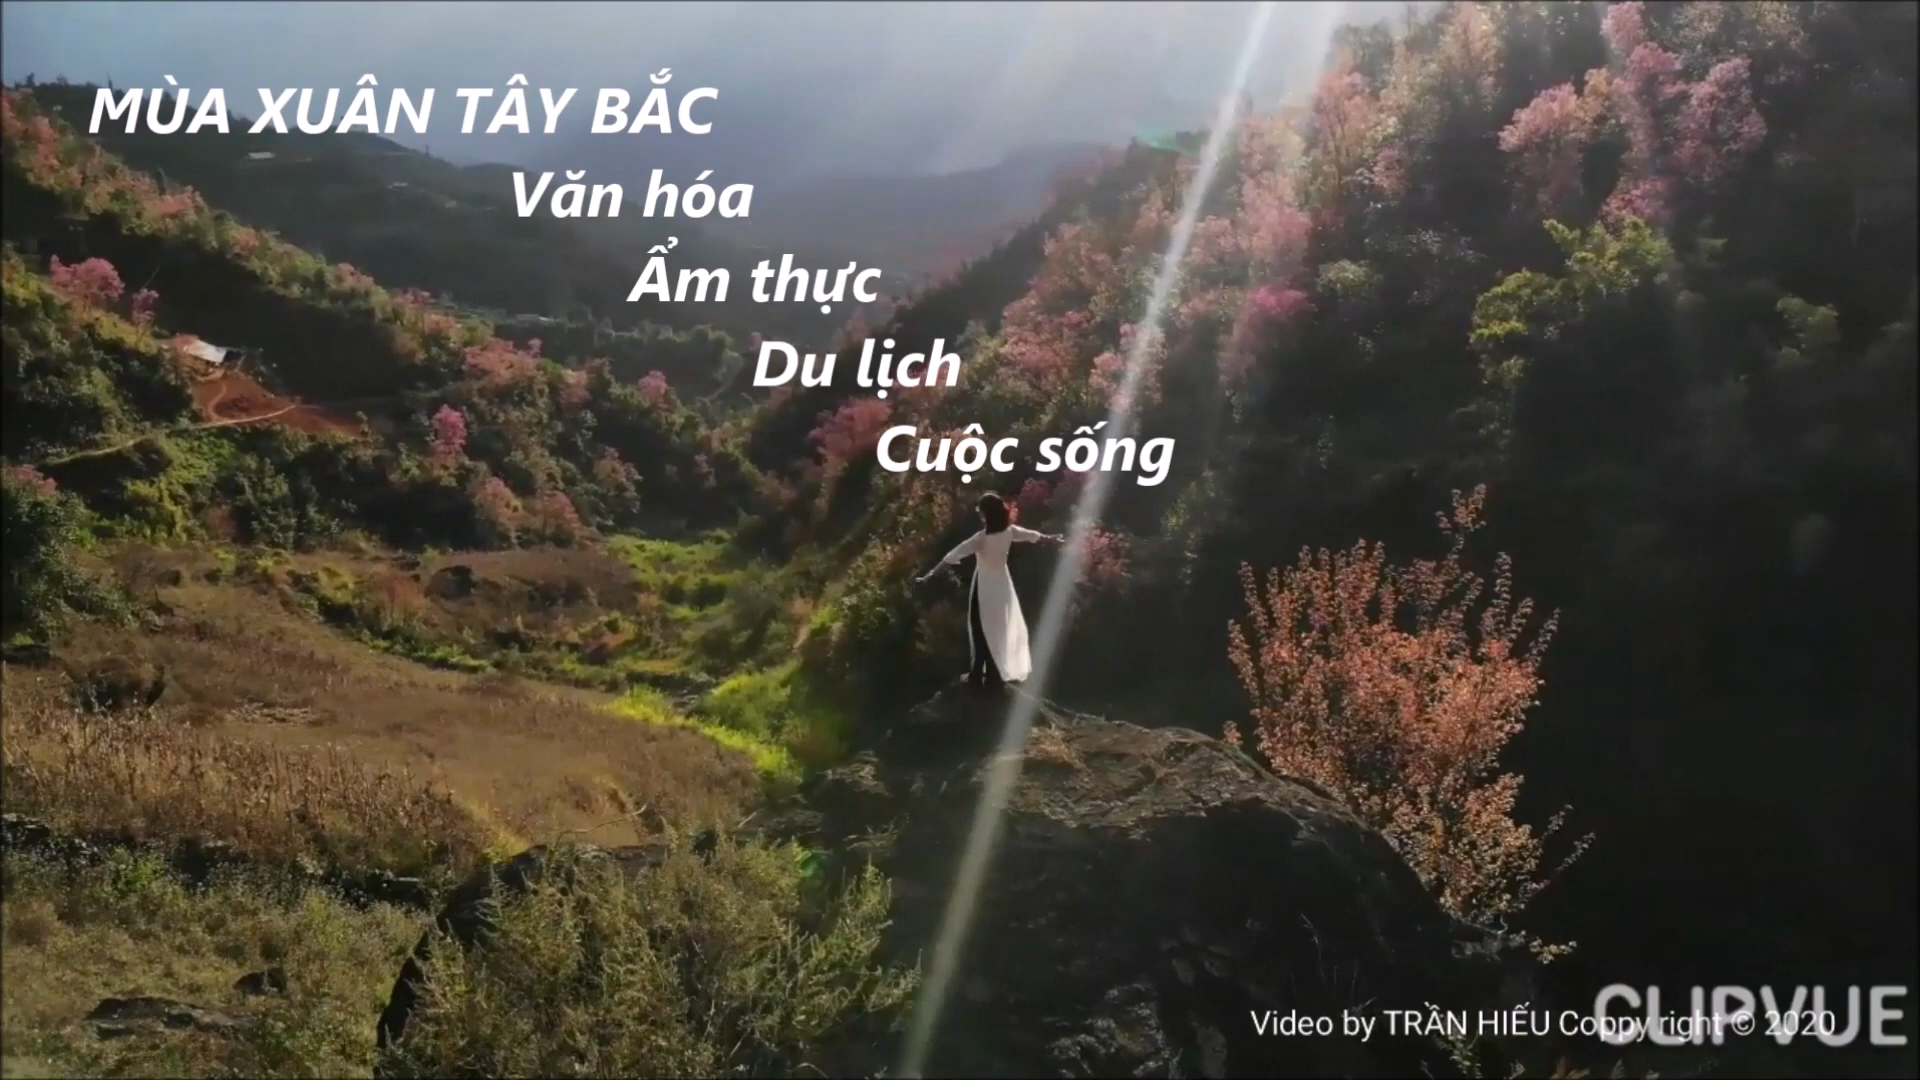 MÙA XUÂN TÂY BẮC
Văn hóa
Ẩm thực
Du lịch
Cuộc sống
Video by TRẦN HIẾU Coppy right © 2020
CLIPVUE